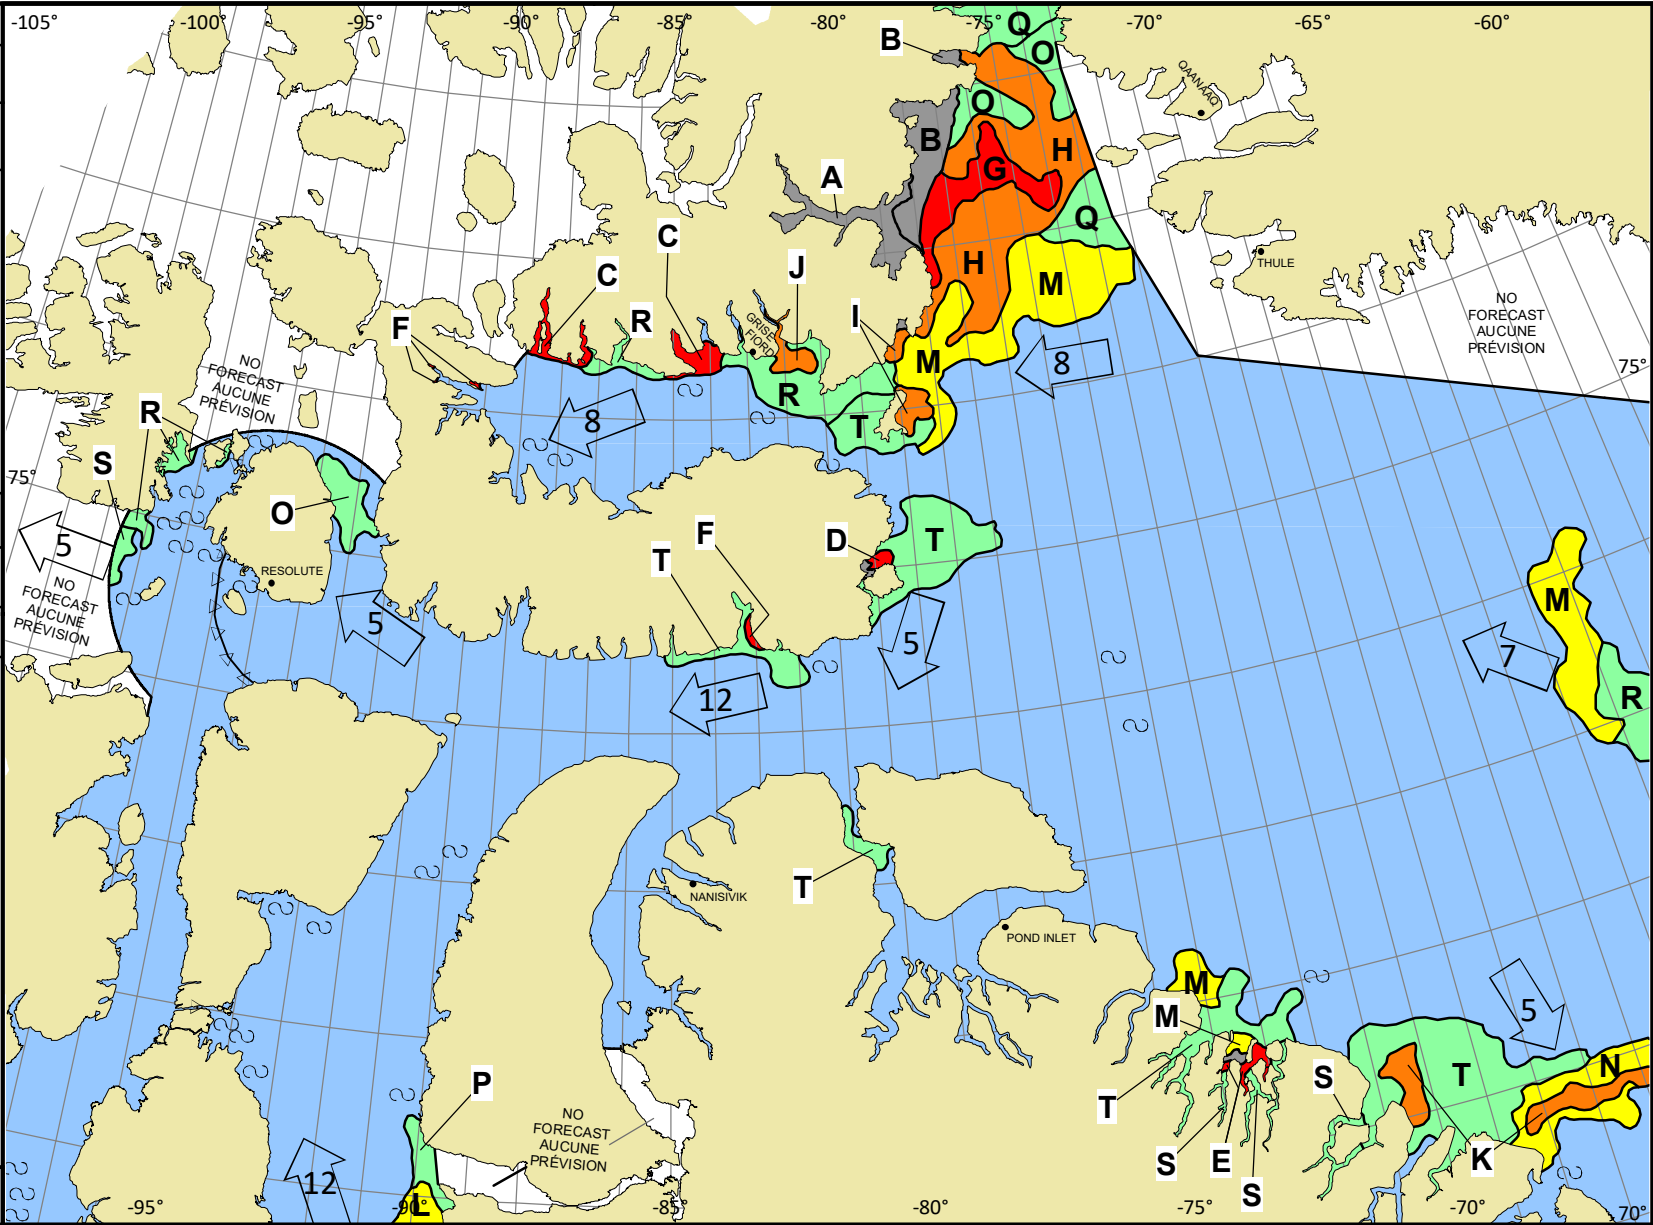 -105°
-100°
-95°
-90°
-85°
-80°
-75°
-70°
-65°
-60°
Q
O
B
QAANAAQ
Q
B
H
G
A
Q
C
C
J
H
M
THULE
NO
FORECAST
AUCUNE
PRÉVISION
I
R
F
GRISE
FIORD
M
8
75°
NO
FORECAST
AUCUNE
PRÉVISION
R
R
8
T
S
75°
O
5
F
D
T
T
RESOLUTE
NO
FORECAST
AUCUNE
PRÉVISION
5
5
M
7
R
12
T
NANISIVIK
POND INLET
M
M
5
N
P
T
S
T
K
NO
FORECAST
AUCUNE
PRÉVISION
S
E
S
12
L
-95°
-90°
-85°
-80°
-75°
-70°
70°